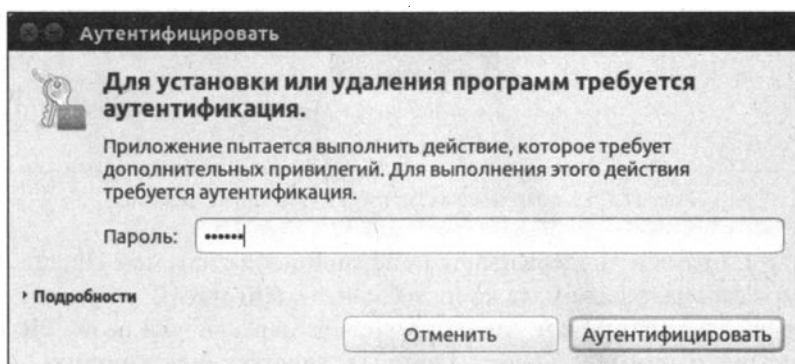 Аутентифицировать
Для установки или удаления программ требуется
аутентификация.
Приложение пытается выполнить действие, которое требует
дополнительных привилегий. Для выполнения этого действия
требуется аутентификация.
Пароль: ••••••
Подробности
Отменить Аутентифицировать